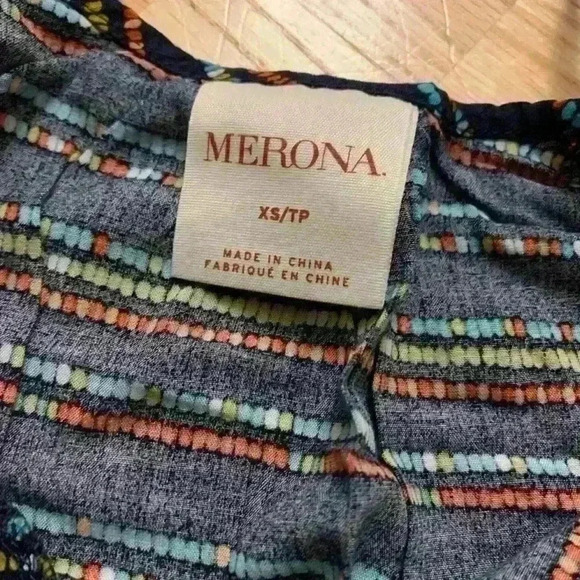 MERONA.
XS/TP
MADE IN CHINA
FABRIQUÉ EN CHINE